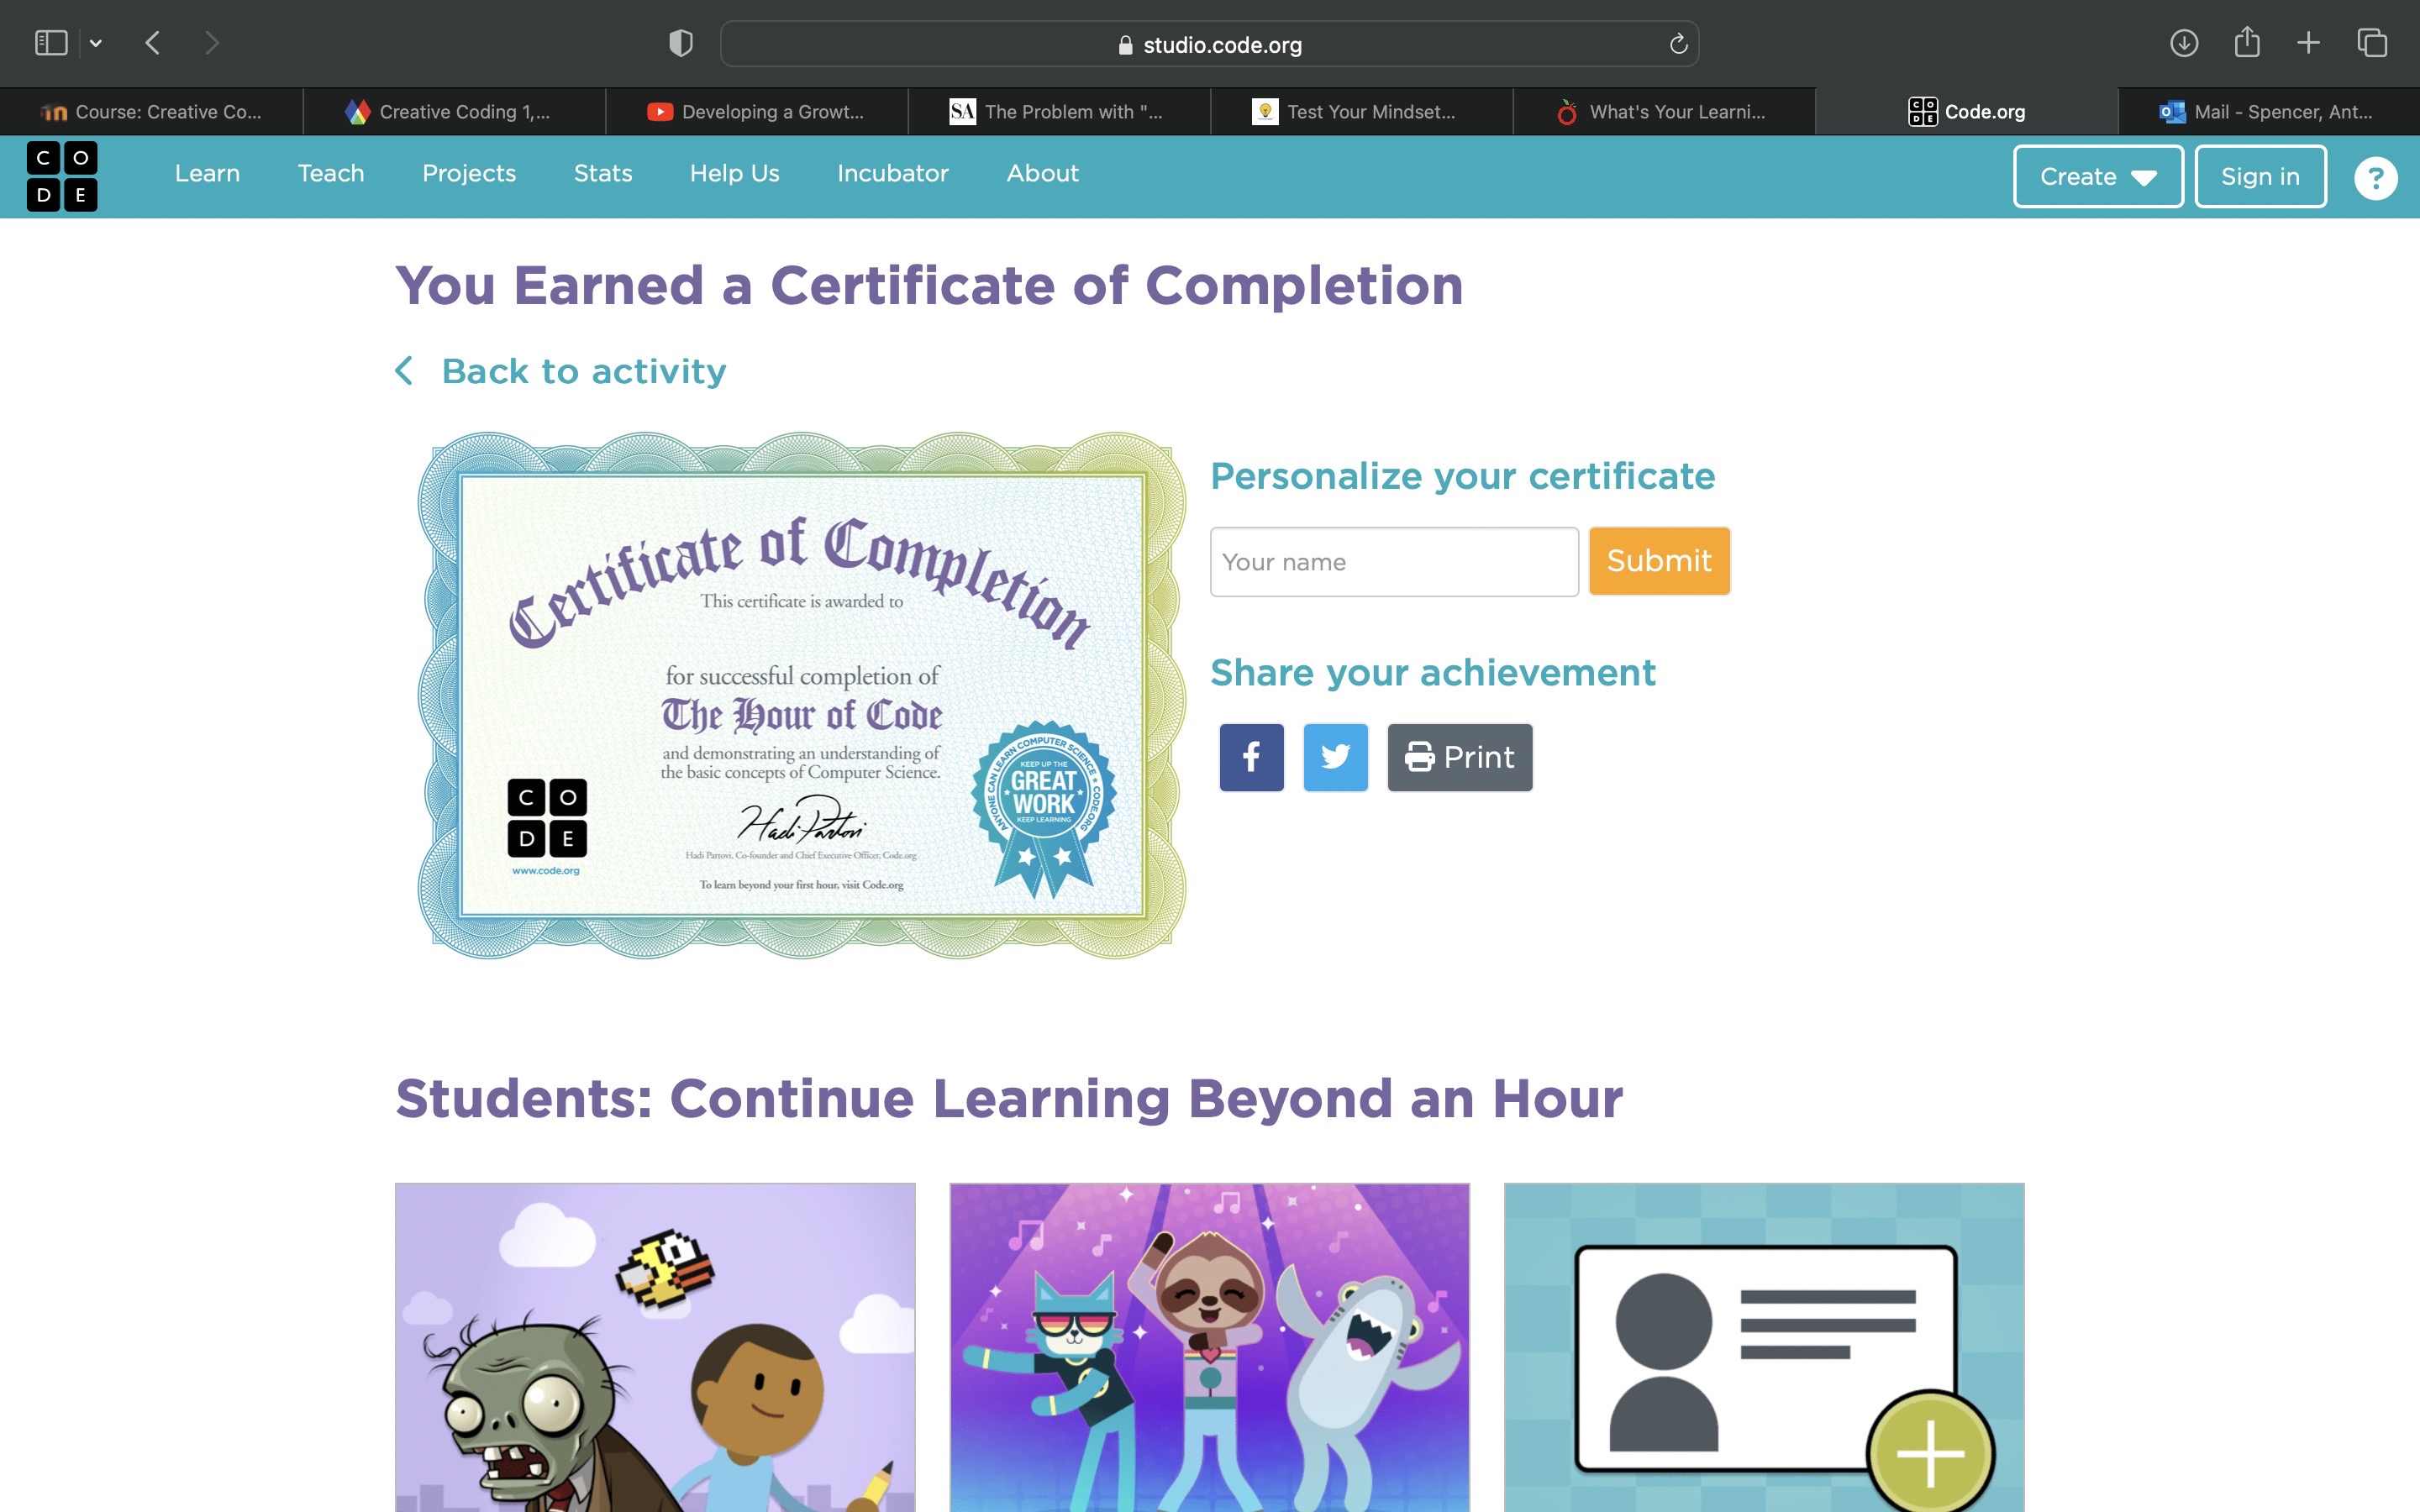 studio.code.org
Course: Creative Co...
Creative Coding 1,...
Developing a Growt...
SA The Problem with "...
Test Your Mindset...
What's Your Learni...
CODE Code.org
Mail - Spencer, Ant...
C O
D E
Learn
Teach
Projects
Stats
Help Us
Incubator
About
Create
Sign in
?
You Earned a Certificate of Completion
Back to activity
Certificate of Completion
This certificate is awarded to
for successful completion of
The Hour of Code
and demonstrating an understanding of
the basic concepts of Computer Science.
Hadi Partovi
Hadi Partovi, Co-founder and Chief Executive Officer, Code.org
To learn beyond your first hour, visit Code.org
C O
D E
www.code.org
ANYONE CAN LEARN COMPUTER SCIENCE • CODE.ORG
KEEP UP THE
GREAT
WORK
KEEP LEARNING
Personalize your certificate
Your name
Submit
Share your achievement
Print
Students: Continue Learning Beyond an Hour